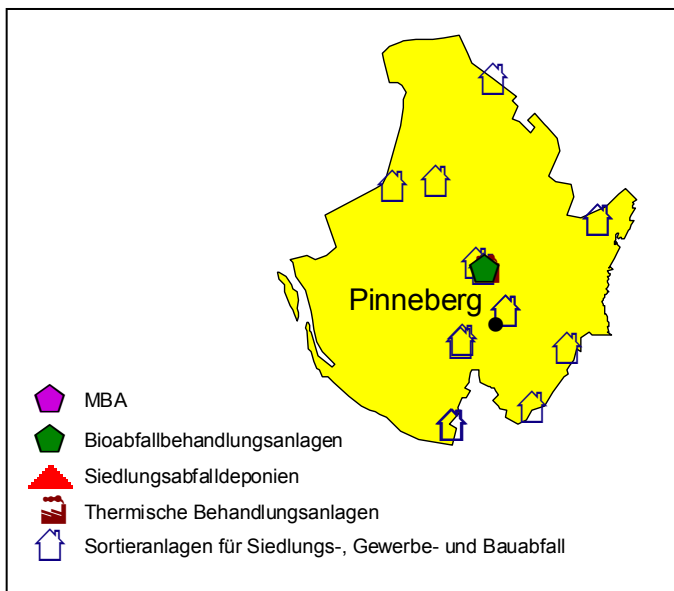 Pinneberg
MBA
Bioabfallbehandlungsanlagen
Siedlungsabfalldeponien
Thermische Behandlungsanlagen
Sortieranlagen für Siedlungs-, Gewerbe- und Bauabfall